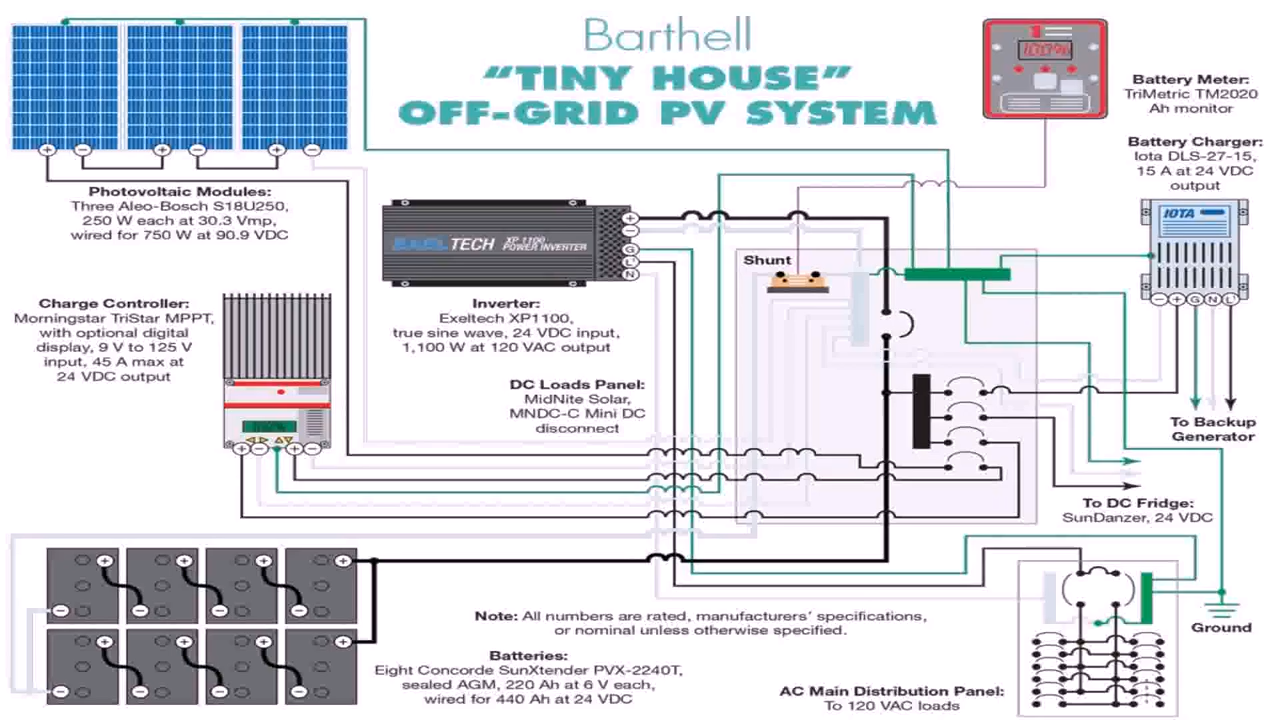 Barthell
“TINY HOUSE”
OFF-GRID PV SYSTEM
100%
Battery Meter:
TriMetric TM2020
Ah monitor
Battery Charger:
Iota DLS-27-15,
15 A at 24 VDC
output
IOTA
Photovoltaic Modules:
Three Aleo-Bosch S18U250,
250 W each at 30.3 Vmp,
wired for 750 W at 90.9 VDC
EXELTECH XP 1100
POWER INVERTER
G
L
N
Shunt
Charge Controller:
Morningstar TriStar MPPT,
with optional digital
display, 9 V to 125 V
input, 45 A max at
24 VDC output
Inverter:
Exeltech XP1100,
true sine wave, 24 VDC input,
1,100 W at 120 VAC output
G N L
DC Loads Panel:
MidNite Solar,
MNDC-C Mini DC
disconnect
To Backup
Generator
100%
To DC Fridge:
SunDanzer, 24 VDC
Note: All numbers are rated, manufacturers’ specifications,
or nominal unless otherwise specified.
Ground
Batteries:
Eight Concorde SunXtender PVX-2240T,
sealed AGM, 220 Ah at 6 V each,
wired for 440 Ah at 24 VDC
AC Main Distribution Panel:
To 120 VAC loads